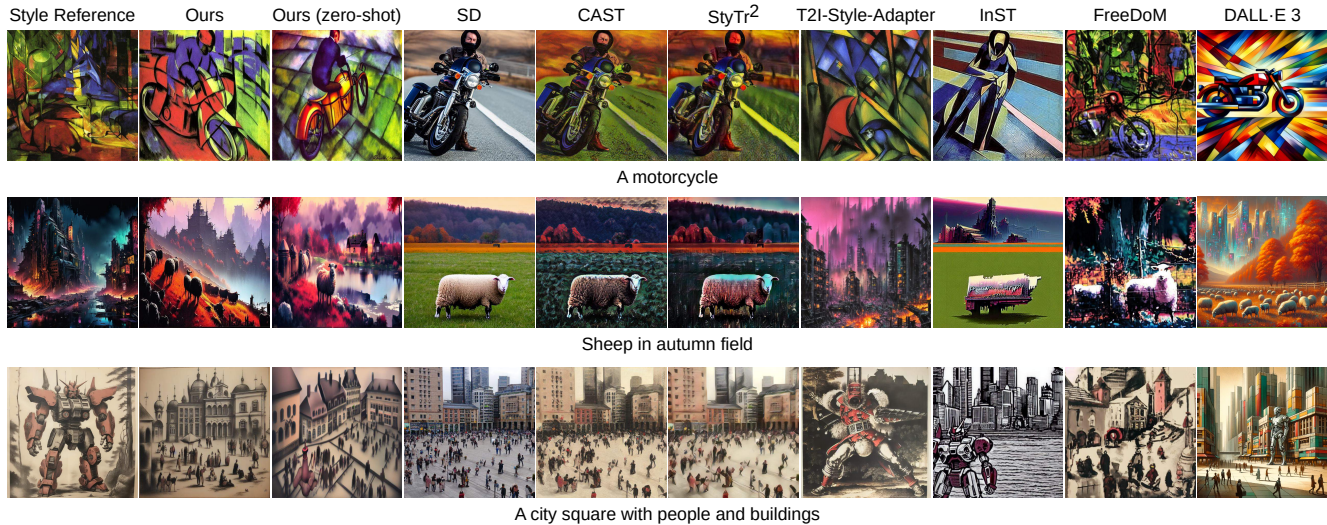 Style Reference Ours Ours (zero-shot) SD CAST StyTr² T2I-Style-Adapter InST FreeDoM DALL·E 3
A motorcycle
Sheep in autumn field
A city square with people and buildings